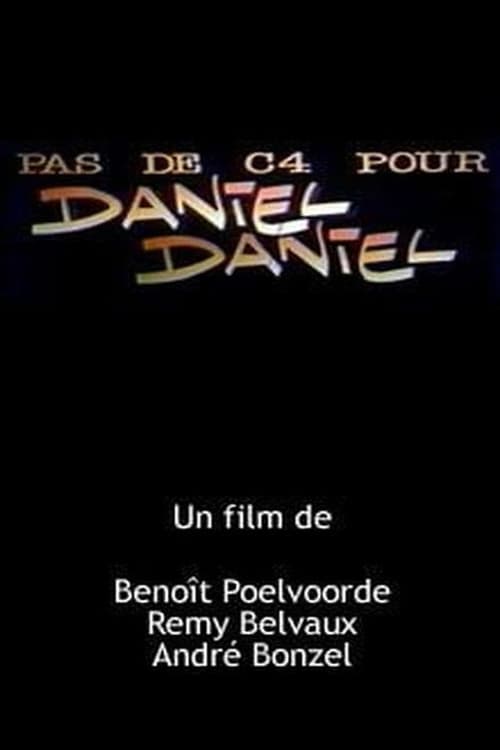 PAS DE C4 POUR
DANIEL
DANIEL
Un film de
Benoît Poelvoorde
Remy Belvaux
André Bonzel